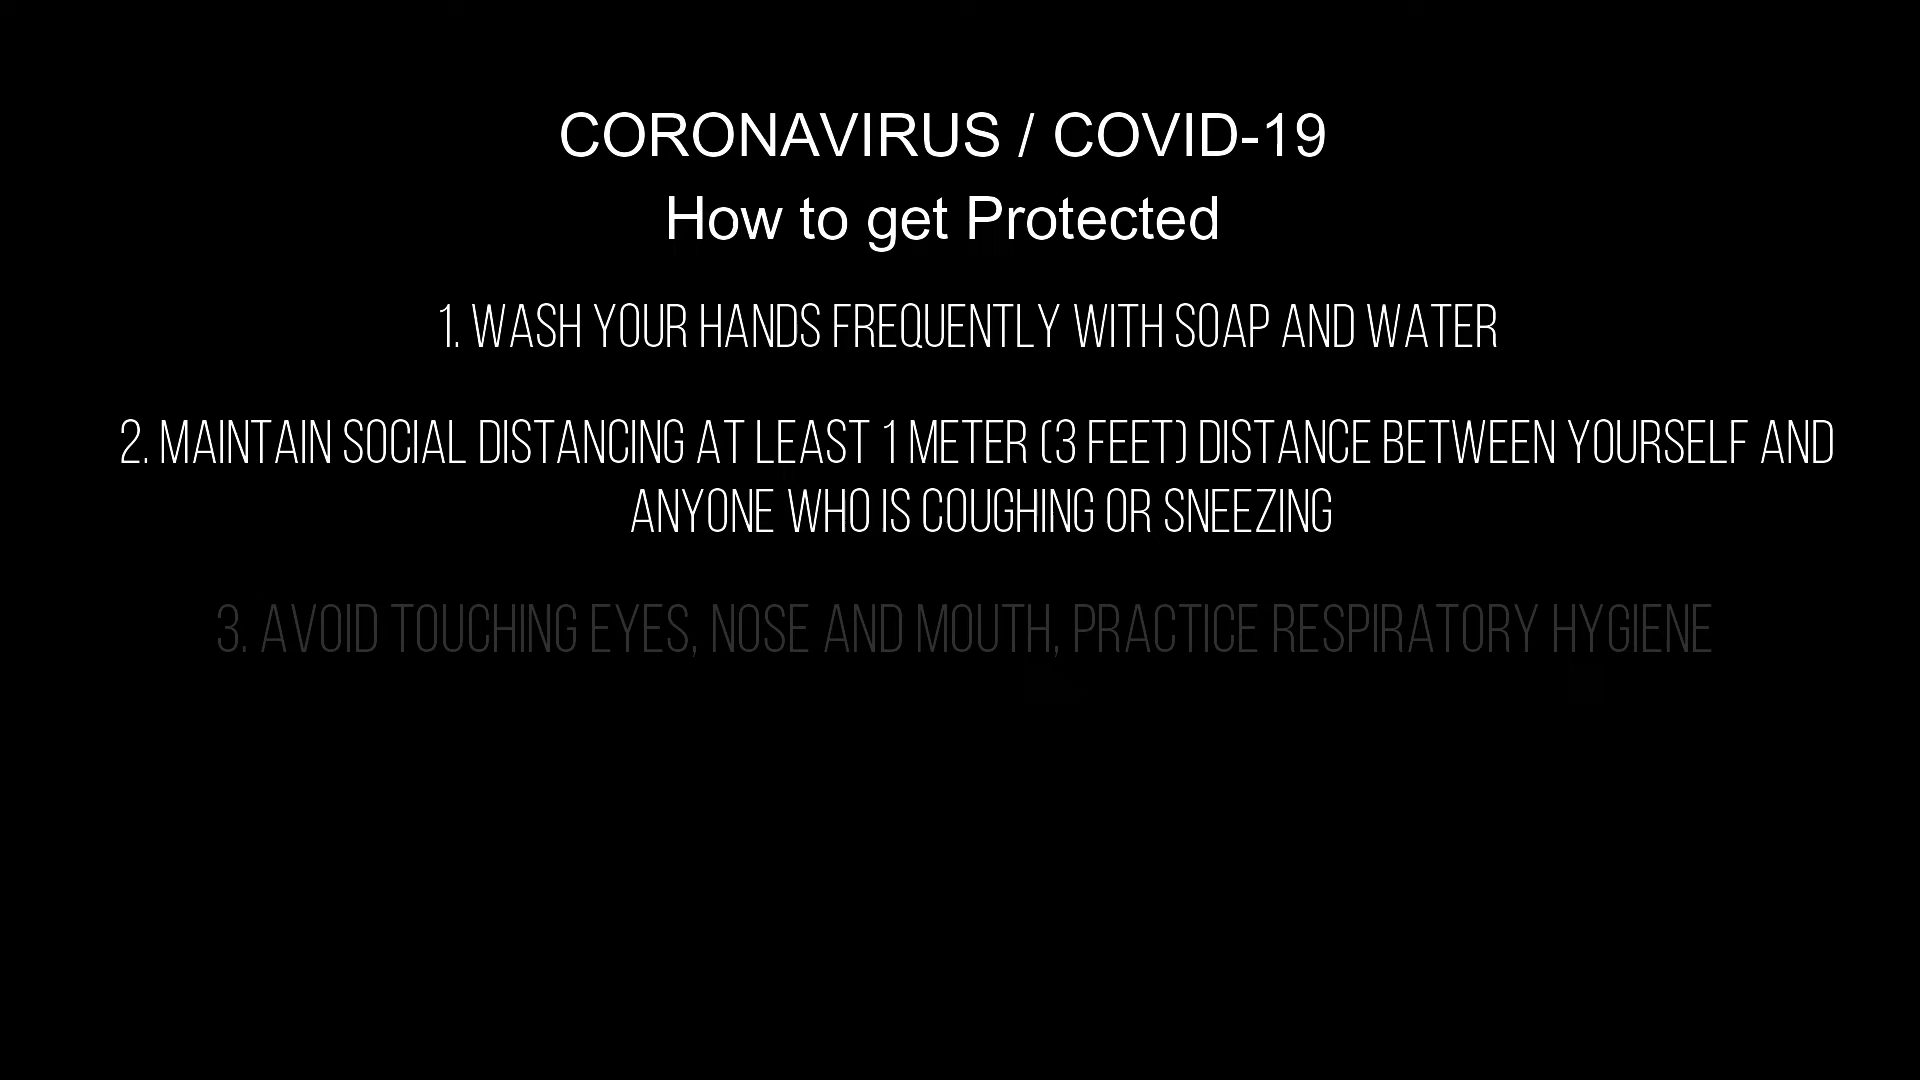 CORONAVIRUS / COVID-19
How to get Protected
1. WASH YOUR HANDS FREQUENTLY WITH SOAP AND WATER
2. MAINTAIN SOCIAL DISTANCING AT LEAST 1 METER (3 FEET) DISTANCE BETWEEN YOURSELF AND
ANYONE WHO IS COUGHING OR SNEEZING
3. AVOID TOUCHING EYES, NOSE AND MOUTH, PRACTICE RESPIRATORY HYGIENE